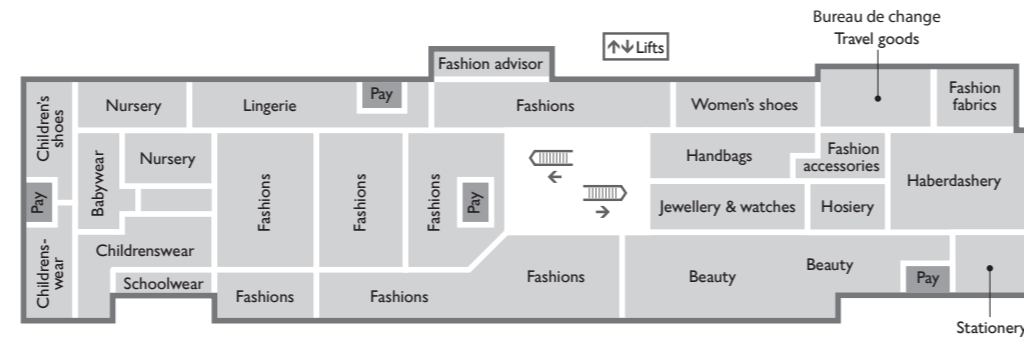 Bureau de change
Travel goods
Lifts
Fashion advisor
Children's
shoes
Nursery
Lingerie
Pay
Fashions
Women's shoes
Fashion
fabrics
Babywear
Nursery
Fashions
Fashions
Fashions
Pay
Handbags
Fashion
accessories
Haberdashery
Pay
Jewellery & watches
Hosiery
Childrens-
wear
Childrenswear
Schoolwear
Fashions
Fashions
Fashions
Beauty
Beauty
Pay
Stationery